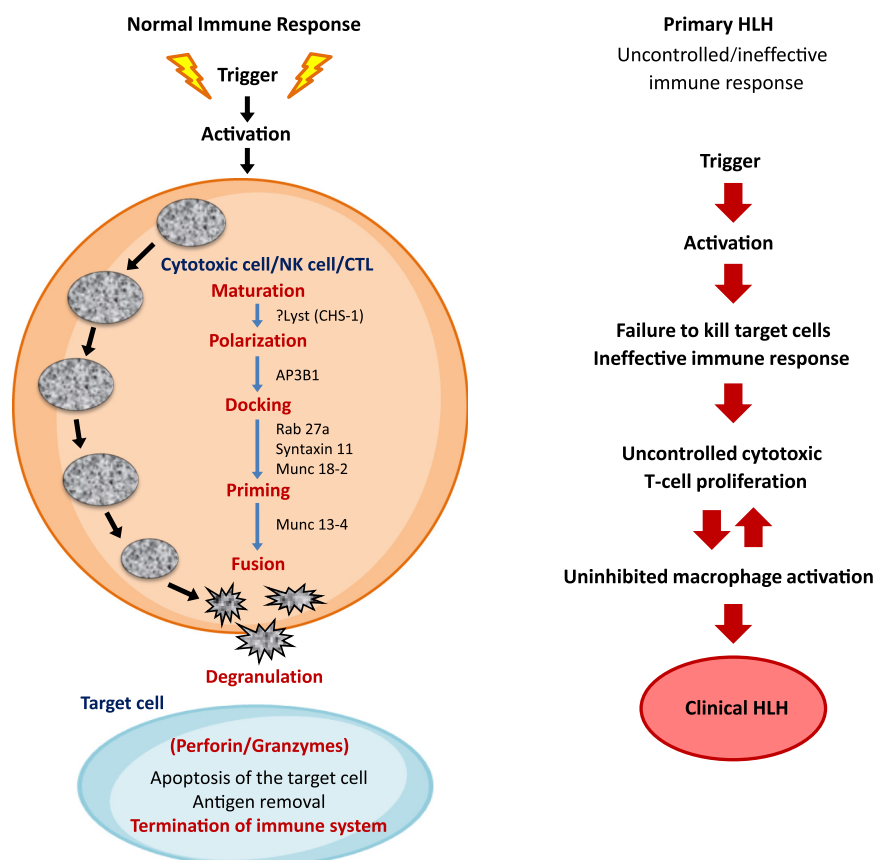 Normal Immune Response
Trigger
Activation
Cytotoxic cell/NK cell/CTL
Maturation
?Lyst (CHS-1)
Polarization
AP3B1
Docking
Rab 27a
Syntaxin 11
Munc 18-2
Priming
Munc 13-4
Fusion
Degranulation
Target cell
(Perforin/Granzymes)
Apoptosis of the target cell
Antigen removal
Termination of immune system
Primary HLH
Uncontrolled/ineffective
immune response
Trigger
Activation
Failure to kill target cells
Ineffective immune response
Uncontrolled cytotoxic
T-cell proliferation
Uninhibited macrophage activation
Clinical HLH